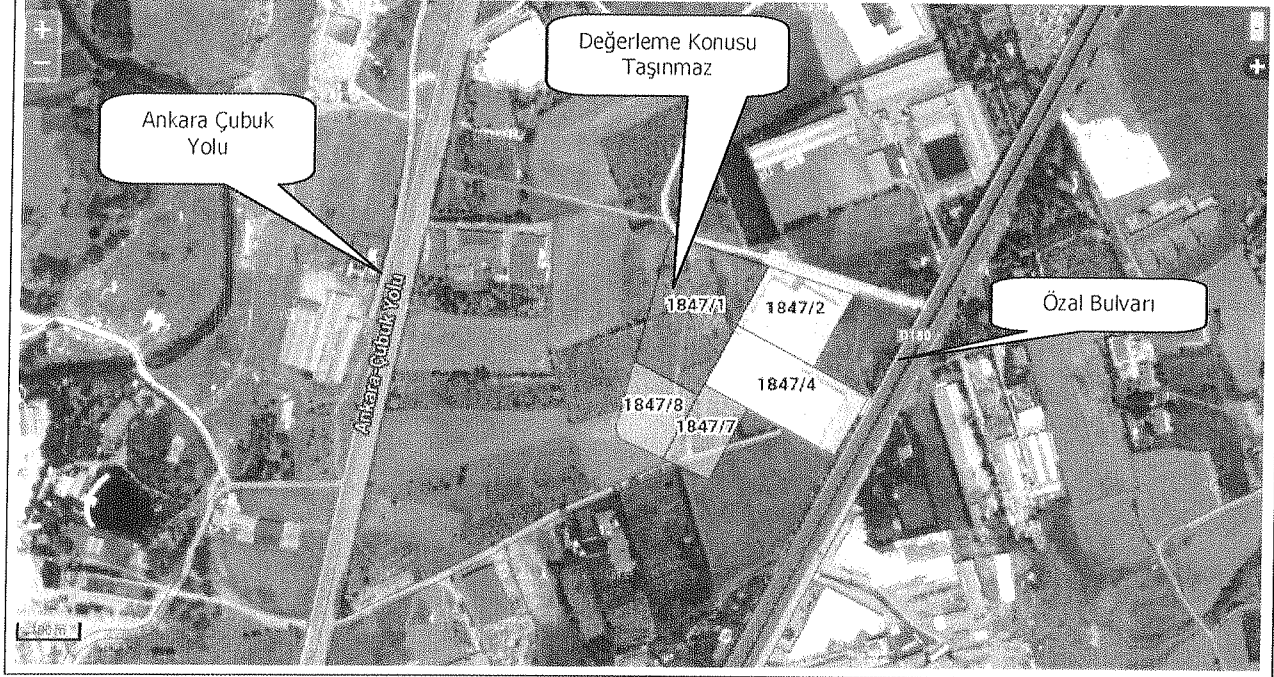 Değerleme Konusu
Taşınmaz
Ankara Çubuk
Yolu
Ankara-Çubuk Yolu
1847/1
1847/2
Özal Bulvarı
1847/4
1847/8
1847/7
100 m